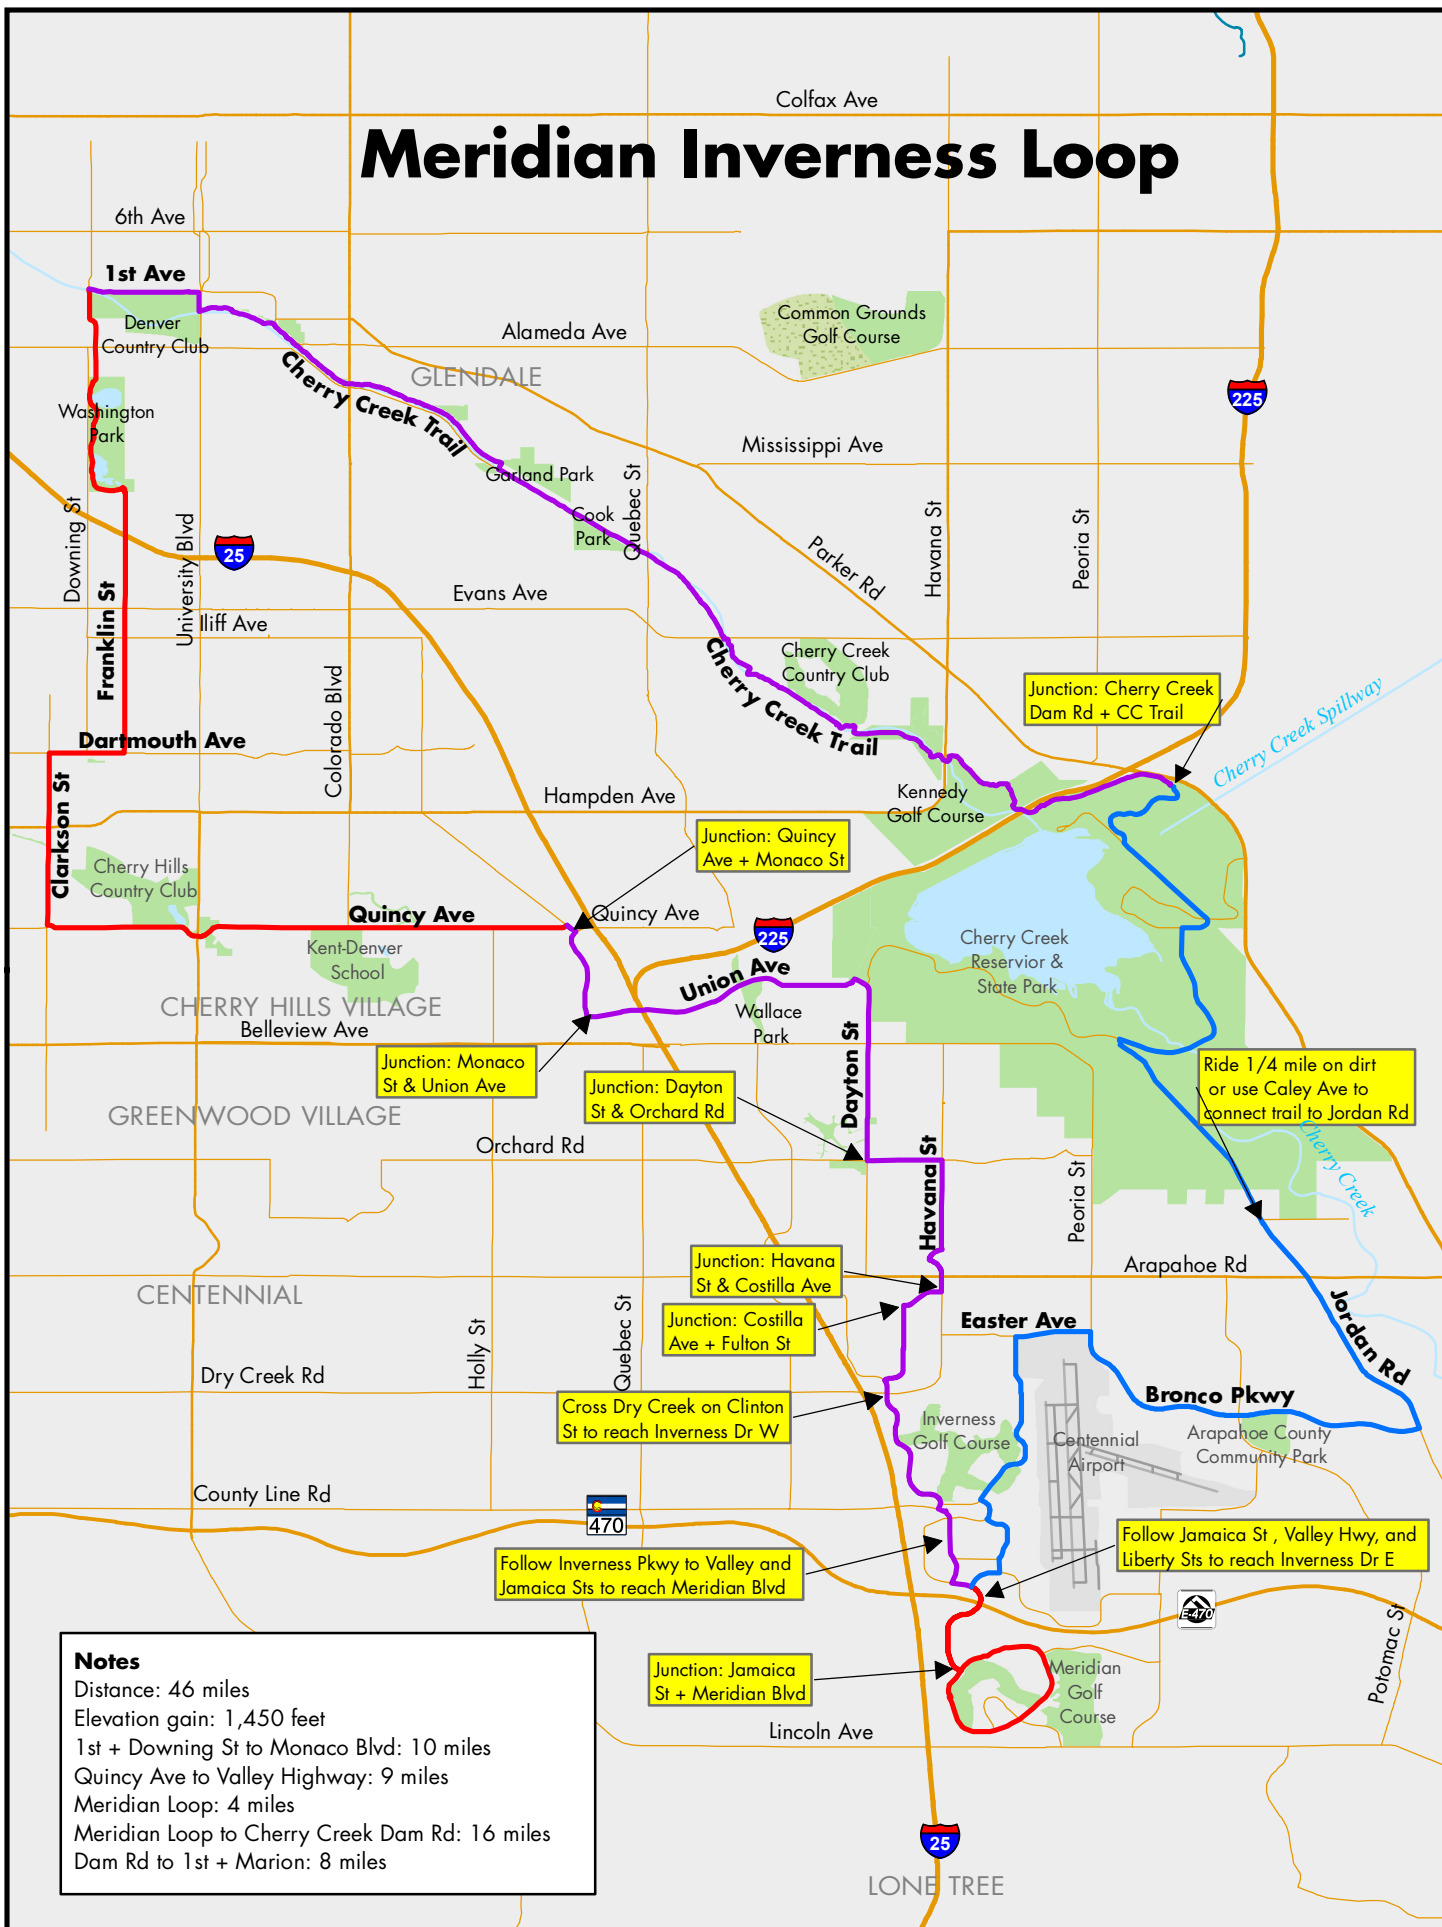 Colfax Ave
Meridian Inverness Loop
6th Ave
1st Ave
Denver
Country Club
Alameda Ave
Common Grounds
Golf Course
Cherry Creek Trail
GLENDALE
225
Washington
Park
Mississippi Ave
Garland Park
Cook
Park
Quebec St
Downing St
University Blvd
25
Havana St
Peoria St
Parker Rd
Evans Ave
Iliff Ave
Franklin St
Colorado Blvd
Cherry Creek Trail
Cherry Creek
Country Club
Junction: Cherry Creek
Dam Rd + CC Trail
Cherry Creek Spillway
Dartmouth Ave
Clarkson St
Hampden Ave
Kennedy
Golf Course
Junction: Quincy
Ave + Monaco St
Cherry Hills
Country Club
Quincy Ave
Quincy Ave
225
Kent-Denver
School
Union Ave
Cherry Creek
Reservior &
State Park
CHERRY HILLS VILLAGE
Belleview Ave
Wallace
Park
Junction: Monaco
St & Union Ave
Junction: Dayton
St & Orchard Rd
Dayton St
Ride 1/4 mile on dirt
or use Caley Ave to
connect trail to Jordan Rd
Cherry Creek
GREENWOOD VILLAGE
Orchard Rd
Havana St
Peoria St
Junction: Havana
St & Costilla Ave
Arapahoe Rd
CENTENNIAL
Junction: Costilla
Ave + Fulton St
Easter Ave
Jordan Rd
Holly St
Quebec St
Dry Creek Rd
Bronco Pkwy
Cross Dry Creek on Clinton
St to reach Inverness Dr W
Inverness
Golf Course
Centennial
Airport
Arapahoe County
Community Park
County Line Rd
470
Follow Inverness Pkwy to Valley and
Jamaica Sts to reach Meridian Blvd
Follow Jamaica St , Valley Hwy, and
Liberty Sts to reach Inverness Dr E
E-470
Potomac St
Junction: Jamaica
St + Meridian Blvd
Meridian
Golf
Course
Lincoln Ave
Notes
Distance: 46 miles
Elevation gain: 1,450 feet
1st + Downing St to Monaco Blvd: 10 miles
Quincy Ave to Valley Highway: 9 miles
Meridian Loop: 4 miles
Meridian Loop to Cherry Creek Dam Rd: 16 miles
Dam Rd to 1st + Marion: 8 miles
25
LONE TREE